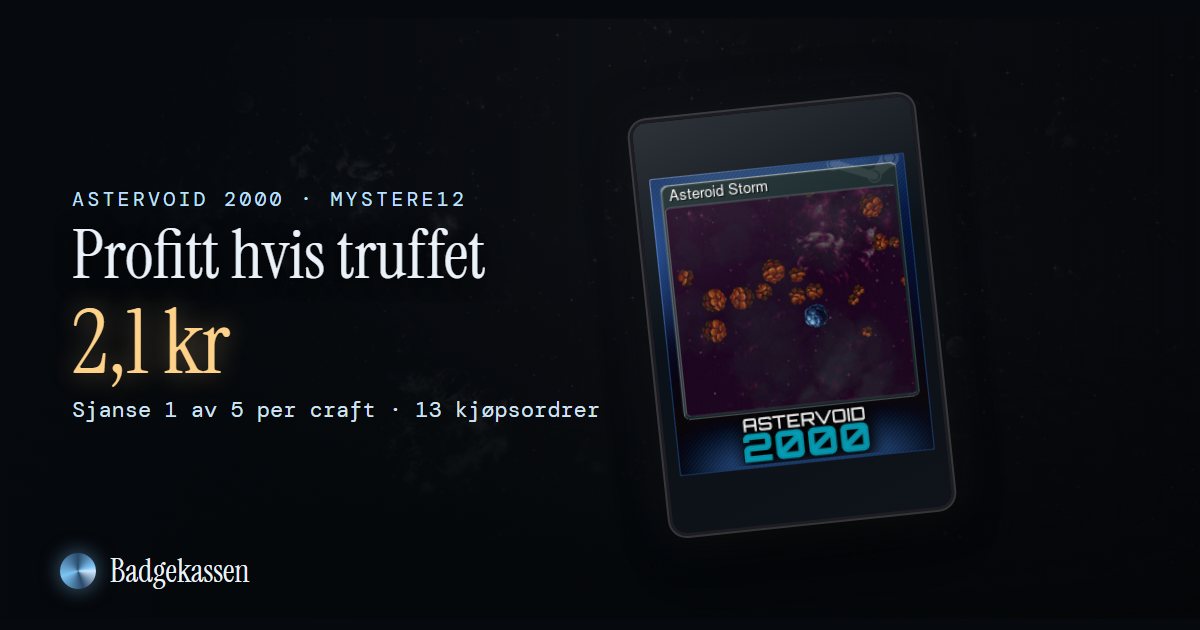 ASTERVOID 2000 · MYSTERE12
Profitt hvis truffet
2,1 kr
Sjanse 1 av 5 per craft · 13 kjøpsordrer
Badgekassen
Asteroid Storm
ASTERVOID
2000